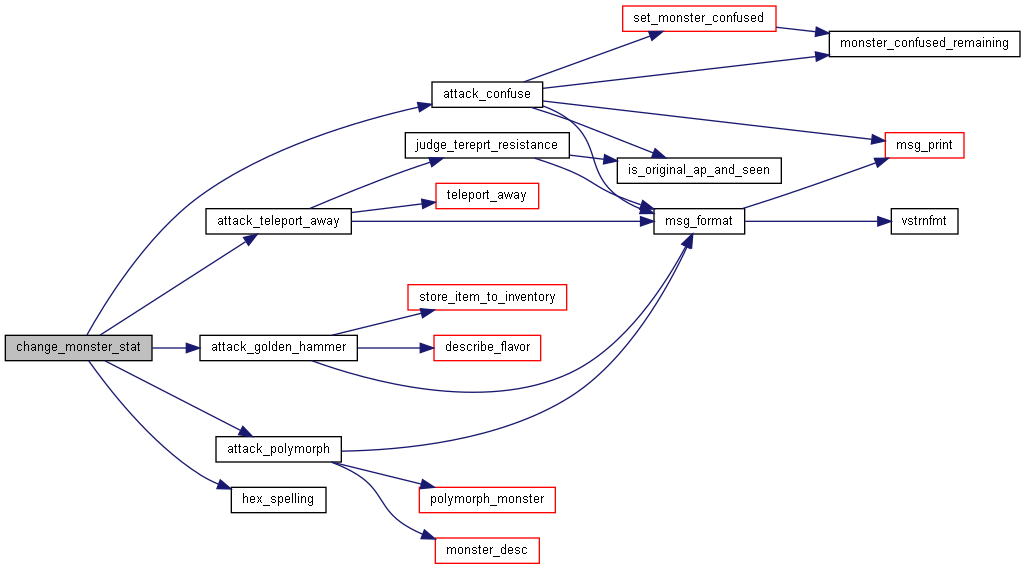 set_monster_confused
monster_confused_remaining
attack_confuse
judge_tereprt_resistance
msg_print
is_original_ap_and_seen
teleport_away
attack_teleport_away
msg_format
vstrnfmt
store_item_to_inventory
change_monster_stat
attack_golden_hammer
describe_flavor
attack_polymorph
hex_spelling
polymorph_monster
monster_desc